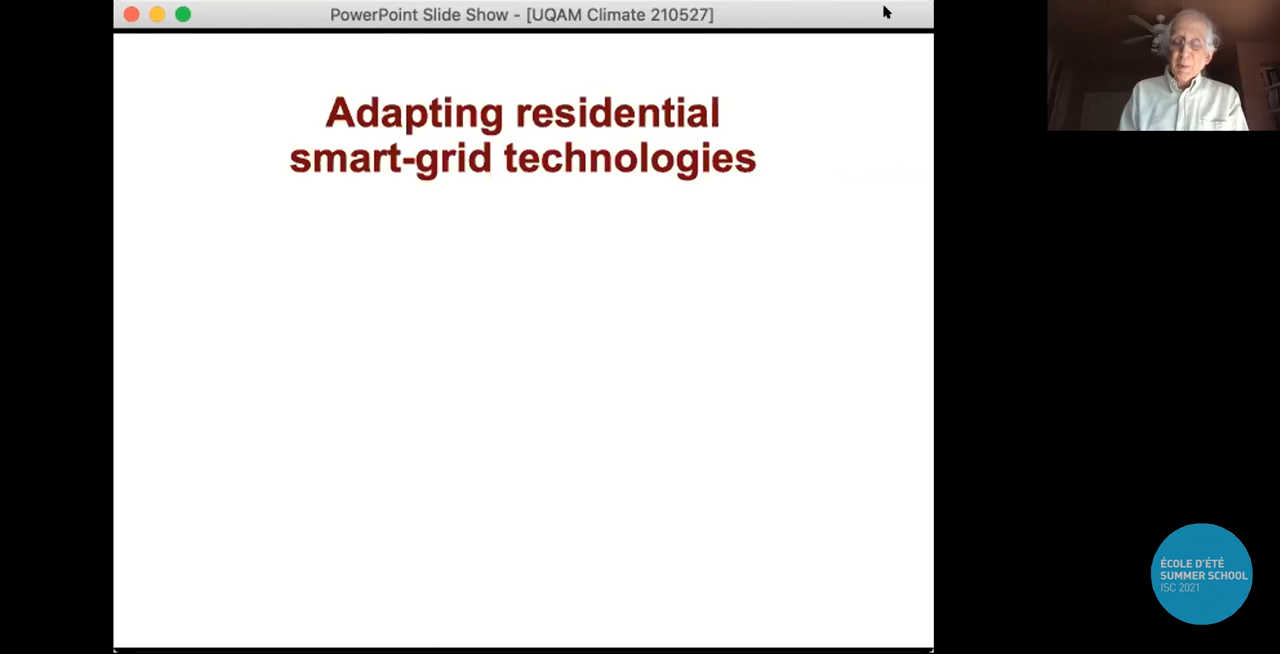 PowerPoint Slide Show - [UQAM Climate 210527]
Adapting residential
smart-grid technologies
ÉCOLE D'ÉTÉ
SUMMER SCHOOL
ISC 2021